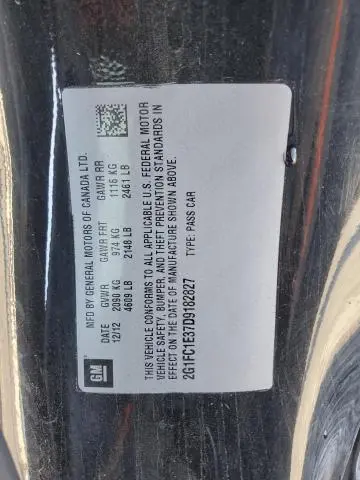 MFD BY GENERAL MOTORS OF CANADA LTD.
DATE GVWR GAWR FRT GAWR RR
12/12 2090 KG 974 KG 1116 KG
4609 LB 2148 LB 2461 LB
THIS VEHICLE CONFORMS TO ALL APPLICABLE U.S. FEDERAL MOTOR
VEHICLE SAFETY, BUMPER, AND THEFT PREVENTION STANDARDS IN
EFFECT ON THE DATE OF MANUFACTURE SHOWN ABOVE.
2G1FC1E37D9182827 TYPE: PASS CAR
GM